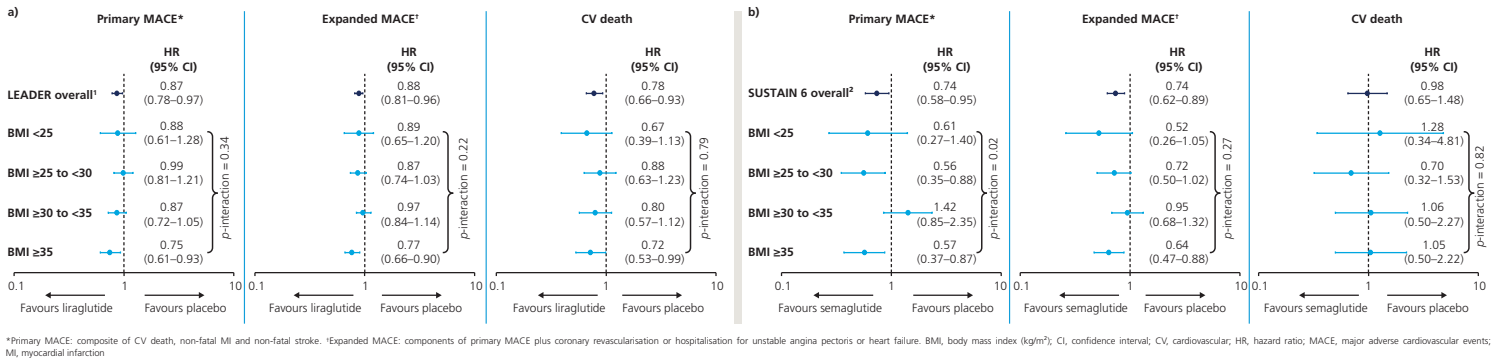 a)
Primary MACE*
Expanded MACE†
CV death
HR
(95% CI)
HR
(95% CI)
HR
(95% CI)
LEADER overall¹
0.87
(0.78–0.97)
0.88
(0.81–0.96)
0.78
(0.66–0.93)
BMI <25
0.88
(0.61–1.28)
0.89
(0.65–1.20)
0.67
(0.39–1.13)
BMI ≥25 to <30
0.99
(0.81–1.21)
0.87
(0.74–1.03)
0.88
(0.63–1.23)
BMI ≥30 to <35
0.87
(0.72–1.05)
0.97
(0.84–1.14)
0.80
(0.57–1.12)
BMI ≥35
0.75
(0.61–0.93)
0.77
(0.66–0.90)
0.72
(0.53–0.99)
p-interaction = 0.34
p-interaction = 0.22
p-interaction = 0.79
0.1 1 10
0.1 1 10
0.1 1 10
Favours liraglutide Favours placebo
Favours liraglutide Favours placebo
Favours liraglutide Favours placebo
b)
Primary MACE*
Expanded MACE†
CV death
HR
(95% CI)
HR
(95% CI)
HR
(95% CI)
SUSTAIN 6 overall²
0.74
(0.58–0.95)
0.74
(0.62–0.89)
0.98
(0.65–1.48)
BMI <25
0.61
(0.27–1.40)
0.52
(0.26–1.05)
1.28
(0.34–4.81)
BMI ≥25 to <30
0.56
(0.35–0.88)
0.72
(0.50–1.02)
0.70
(0.32–1.53)
BMI ≥30 to <35
1.42
(0.85–2.35)
0.95
(0.68–1.32)
1.06
(0.50–2.27)
BMI ≥35
0.57
(0.37–0.87)
0.64
(0.47–0.88)
1.05
(0.50–2.22)
p-interaction = 0.02
p-interaction = 0.27
p-interaction = 0.82
0.1 1 10
0.1 1 10
0.1 1 10
Favours semaglutide Favours placebo
Favours semaglutide Favours placebo
Favours semaglutide Favours placebo
*Primary MACE: composite of CV death, non-fatal MI and non-fatal stroke. †Expanded MACE: components of primary MACE plus coronary revascularisation or hospitalisation for unstable angina pectoris or heart failure. BMI, body mass index (kg/m²); CI, confidence interval; CV, cardiovascular; HR, hazard ratio; MACE, major adverse cardiovascular events;
MI, myocardial infarction